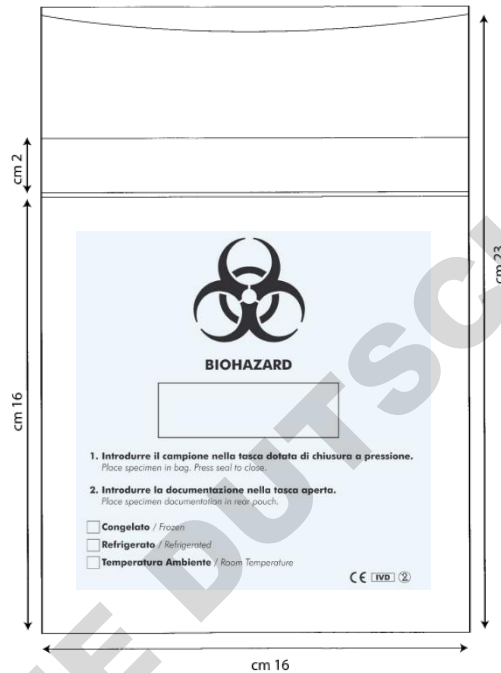 cm 2
cm 23
BIOHAZARD
cm 16
1. Introdurre il campione nella tasca dotata di chiusura a pressione.
Place specimen in bag. Press seal to close.
2. Introdurre la documentazione nella tasca aperta.
Place specimen documentation in rear pouch.
Congelato / Frozen
Refrigerato / Refrigerated
Temperatura Ambiente / Room Temperature
CE IVD 2
cm 16
E DUTSC